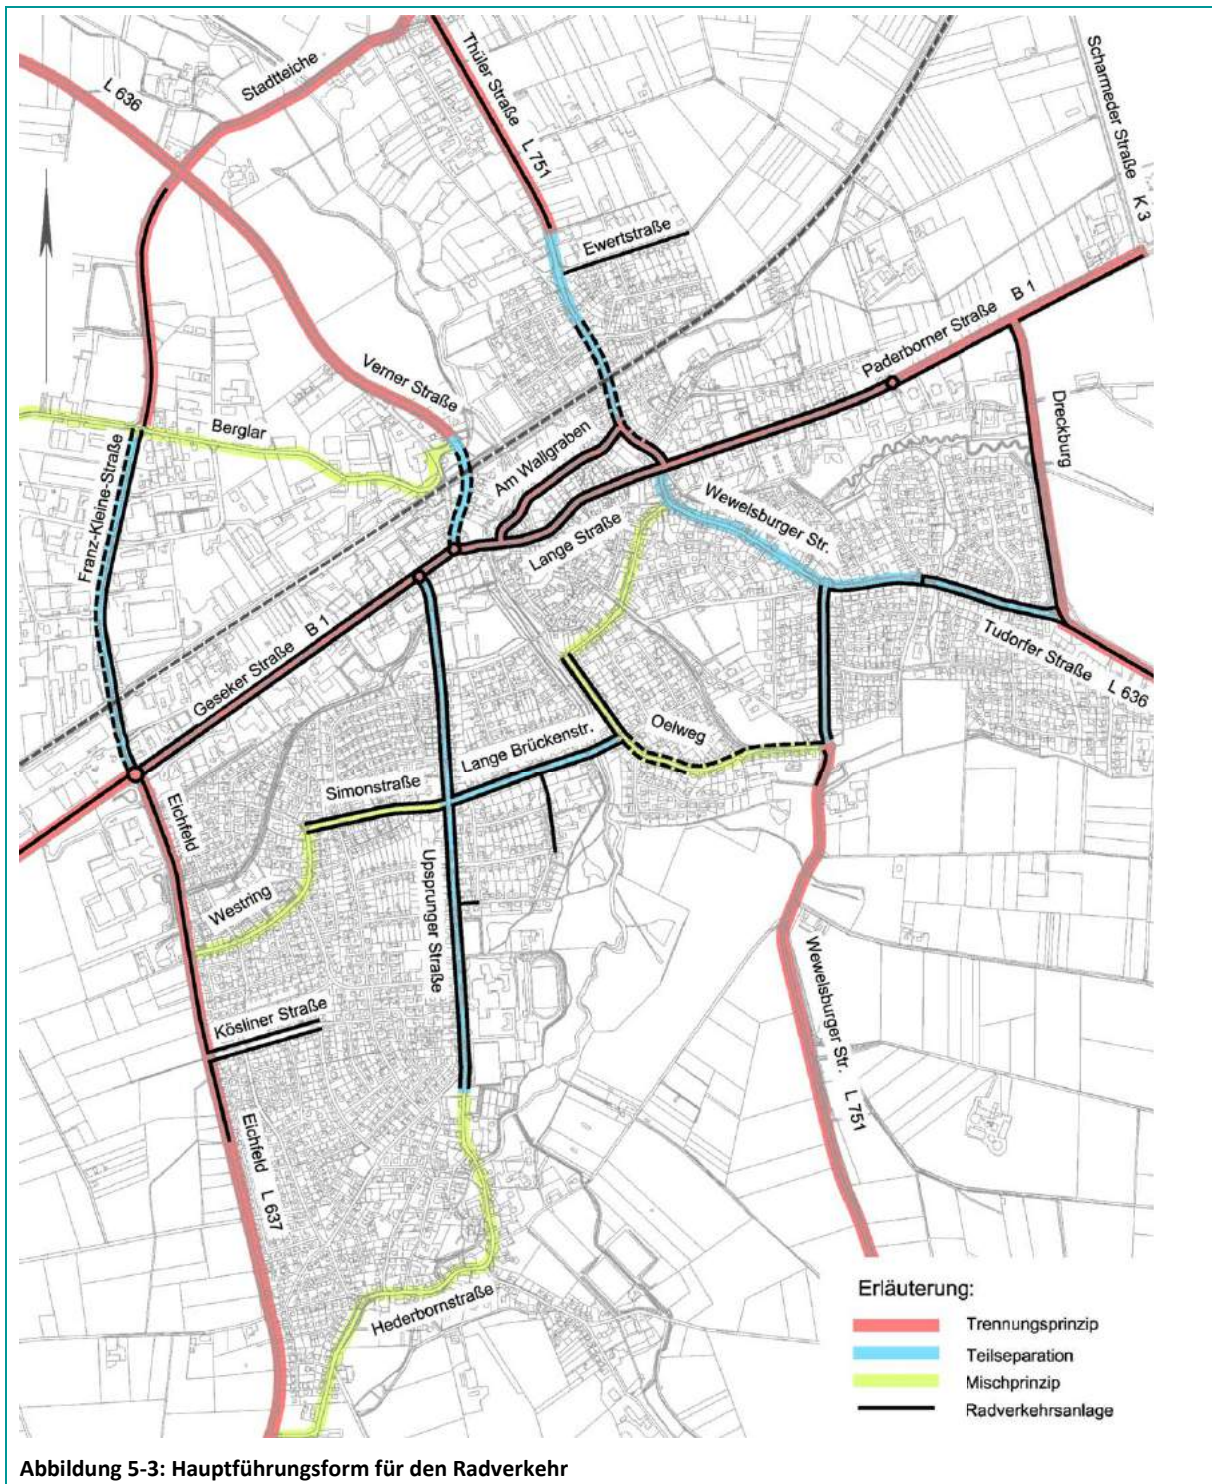 L 636
Stadtteiche
Thüler Straße
L 751
Scharmeder Straße
K 3
Ewertstraße
Paderborner Straße B 1
Verner Straße
Berglar
Am Wallgraben
Dreckburg
Franz-Kleine-Straße
Lange Straße
Wewelsburger Str.
Geseker Straße B 1
Tudorfer Straße
L 636
Oelweg
Lange Brückenstr.
Simonstraße
Eichfeld
Westring
Upsprunger Straße
Kösliner Straße
Wewelsburger Str.
L 751
Eichfeld
L 637
Hederbornstraße
Erläuterung:
Trennungsprinzip
Teilseparation
Mischprinzip
Radverkehrsanlage
Abbildung 5-3: Hauptführungsform für den Radverkehr